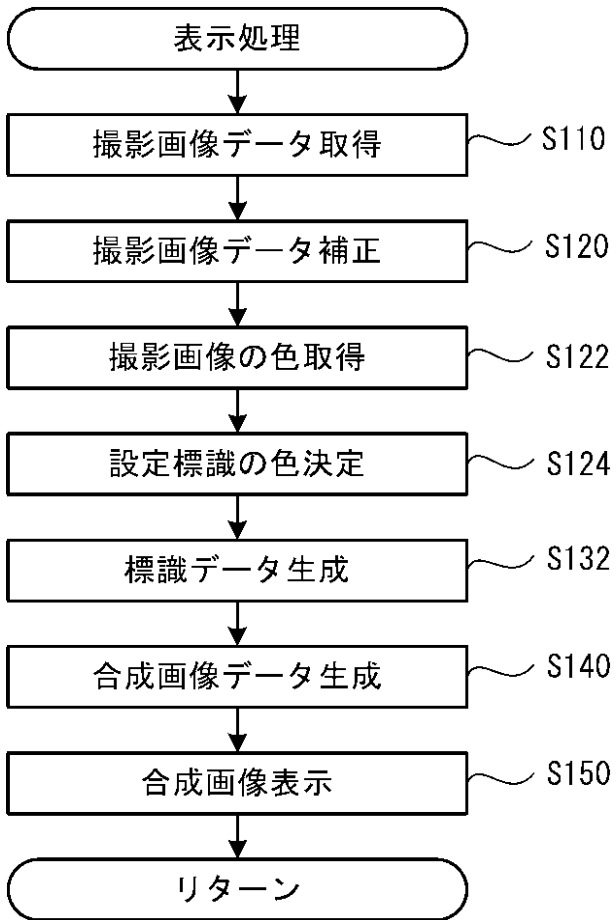 表示処理
撮影画像データ取得 S110
撮影画像データ補正 S120
撮影画像の色取得 S122
設定標識の色決定 S124
標識データ生成 S132
合成画像データ生成 S140
合成画像表示 S150
リターン